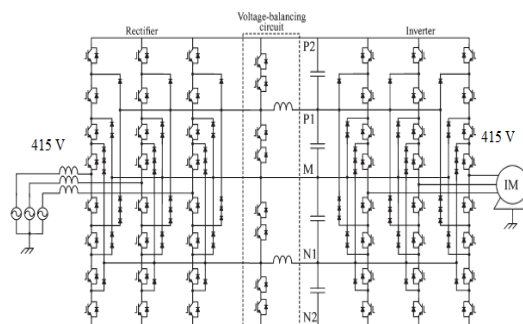 Voltage-balancing
circuit
Rectifier
P2
Inverter
P1
415 V
415 V
M
IM
N1
N2